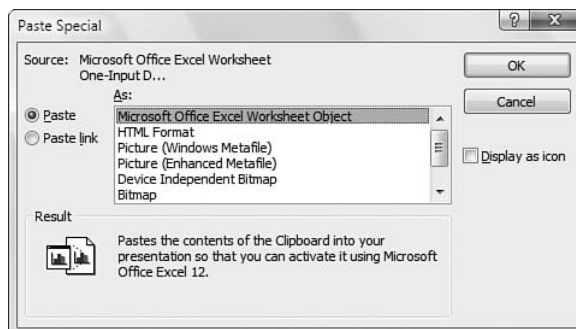 Paste Special
Source: Microsoft Office Excel Worksheet
One-Input D...
As:
Paste
Paste link
Microsoft Office Excel Worksheet Object
HTML Format
Picture (Windows Metafile)
Picture (Enhanced Metafile)
Device Independent Bitmap
Bitmap
OK
Cancel
Display as icon
Result
Pastes the contents of the Clipboard into your
presentation so that you can activate it using Microsoft
Office Excel 12.